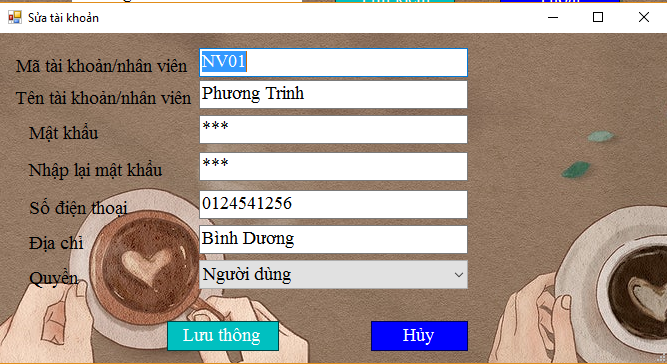 Sửa tài khoản
Mã tài khoản/nhân viên NV01
Tên tài khoản/nhân viên Phương Trinh
Mật khẩu ***
Nhập lại mật khẩu ***
Số điện thoại 0124541256
Địa chỉ Bình Dương
Quyền Người dùng
Lưu thông Hủy